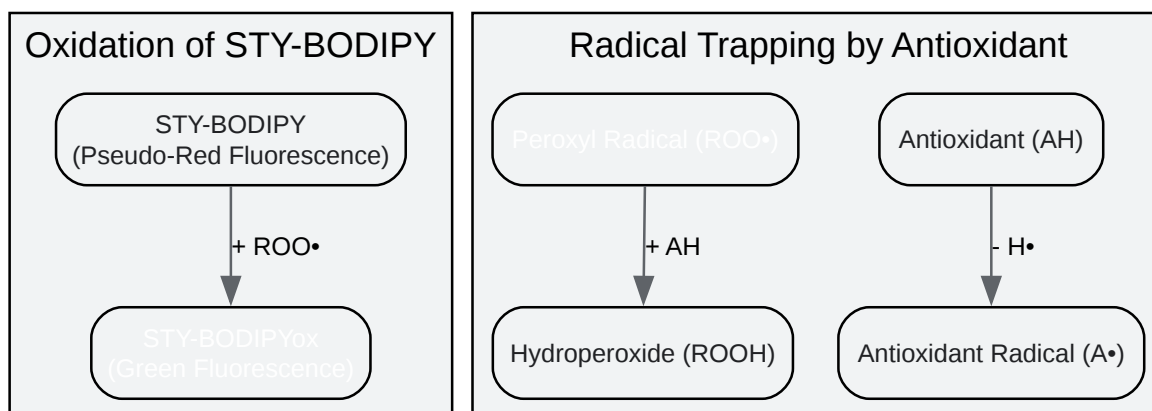 Oxidation of STY-BODIPY
STY-BODIPY
(Pseudo-Red Fluorescence)
+ ROO•
STY-BODIPYox
(Green Fluorescence)
Radical Trapping by Antioxidant
Peroxyl Radical (ROO•)
Antioxidant (AH)
+ AH
- H•
Hydroperoxide (ROOH)
Antioxidant Radical (A•)